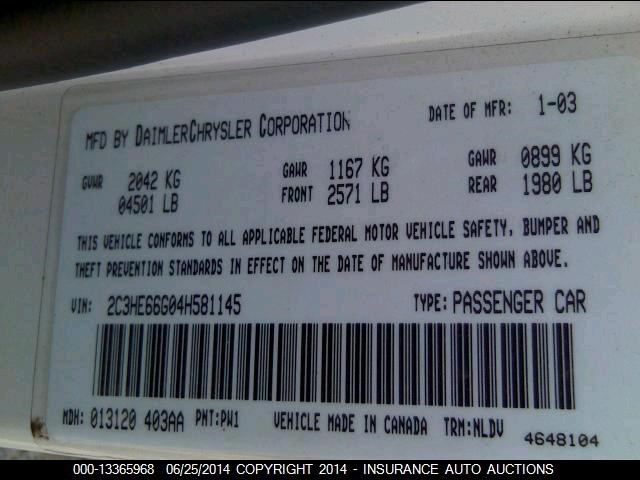 MFD BY DAIMLERCHRYSLER CORPORATION DATE OF MFR: 1-03
GVWR 2042 KG GAWR 1167 KG GAWR 0899 KG
04501 LB FRONT 2571 LB REAR 1980 LB
THIS VEHICLE CONFORMS TO ALL APPLICABLE FEDERAL MOTOR VEHICLE SAFETY, BUMPER AND
THEFT PREVENTION STANDARDS IN EFFECT ON THE DATE OF MANUFACTURE SHOWN ABOVE.
VIN: 2C3HE66G04H581145 TYPE: PASSENGER CAR
MDH: 013120 403AA PNT:PW1 VEHICLE MADE IN CANADA TRM:NLDV
4648104
000-13365968 06/25/2014 COPYRIGHT 2014 - INSURANCE AUTO AUCTIONS